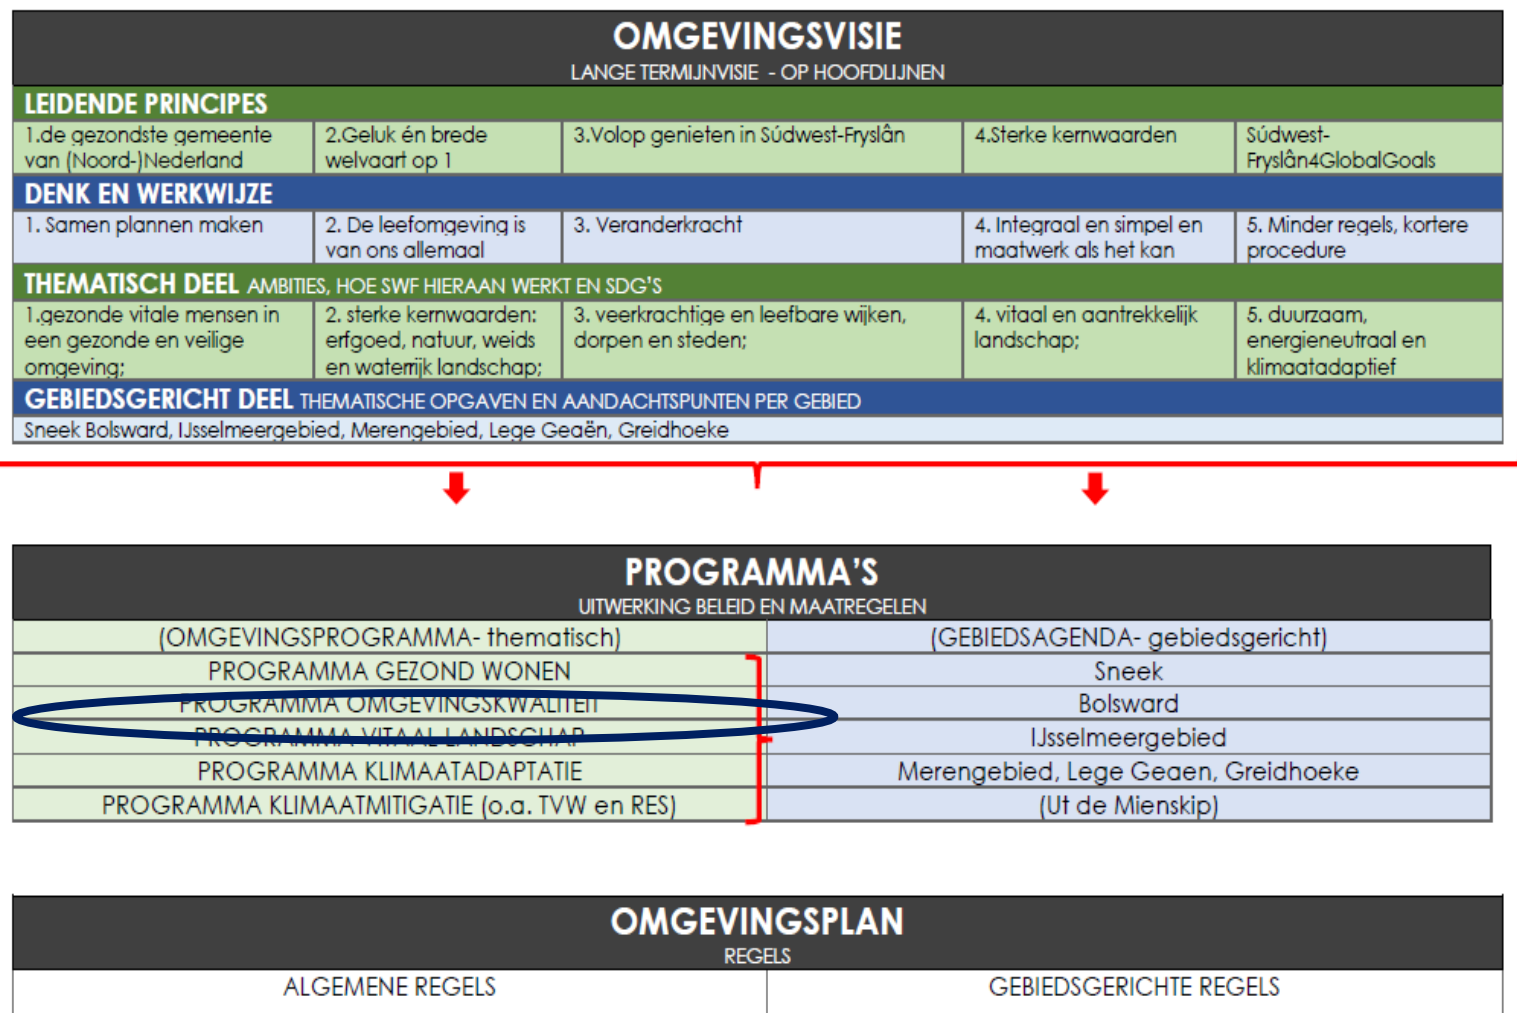 OMGEVINGSVISIE
LANGE TERMIJNVISIE - OP HOOFDLIJNEN
LEIDENDE PRINCIPES
1.de gezondste gemeente
van (Noord-)Nederland
2.Geluk én brede
welvaart op 1
3.Volop genieten in Súdwest-Fryslân
4.Sterke kernwaarden
Súdwest-
Fryslân4GlobalGoals
DENK EN WERKWIJZE
1. Samen plannen maken
2. De leefomgeving is
van ons allemaal
3. Veranderkracht
4. Integraal en simpel en
maatwerk als het kan
5. Minder regels, kortere
procedure
THEMATISCH DEEL AMBITIES, HOE SWF HIERAAN WERKT EN SDG'S
1.gezonde vitale mensen in
een gezonde en veilige
omgeving;
2. sterke kernwaarden:
erfgoed, natuur, weids
en waterrijk landschap;
3. veerkrachtige en leefbare wijken,
dorpen en steden;
4. vitaal en aantrekkelijk
landschap;
5. duurzaam,
energieneutraal en
klimaatadaptief
GEBIEDSGERICHT DEEL THEMATISCHE OPGAVEN EN AANDACHTSPUNTEN PER GEBIED
Sneek Bolsward, IJsselmeergebied, Merengebied, Lege Geaën, Greidhoeke
PROGRAMMA'S
UITWERKING BELEID EN MAATREGELEN
(OMGEVINGSPROGRAMMA- thematisch)
(GEBIEDSAGENDA- gebiedsgericht)
PROGRAMMA GEZOND WONEN
Sneek
PROGRAMMA OMGEVINGSKWALITEIT
Bolsward
PROGRAMMA VITAAL LANDSCHAP
IJsselmeergebied
PROGRAMMA KLIMAATADAPTATIE
Merengebied, Lege Geaen, Greidhoeke
PROGRAMMA KLIMAATMITIGATIE (o.a. TVW en RES)
(Ut de Mienskip)
OMGEVINGSPLAN
REGELS
ALGEMENE REGELS
GEBIEDSGERICHTE REGELS